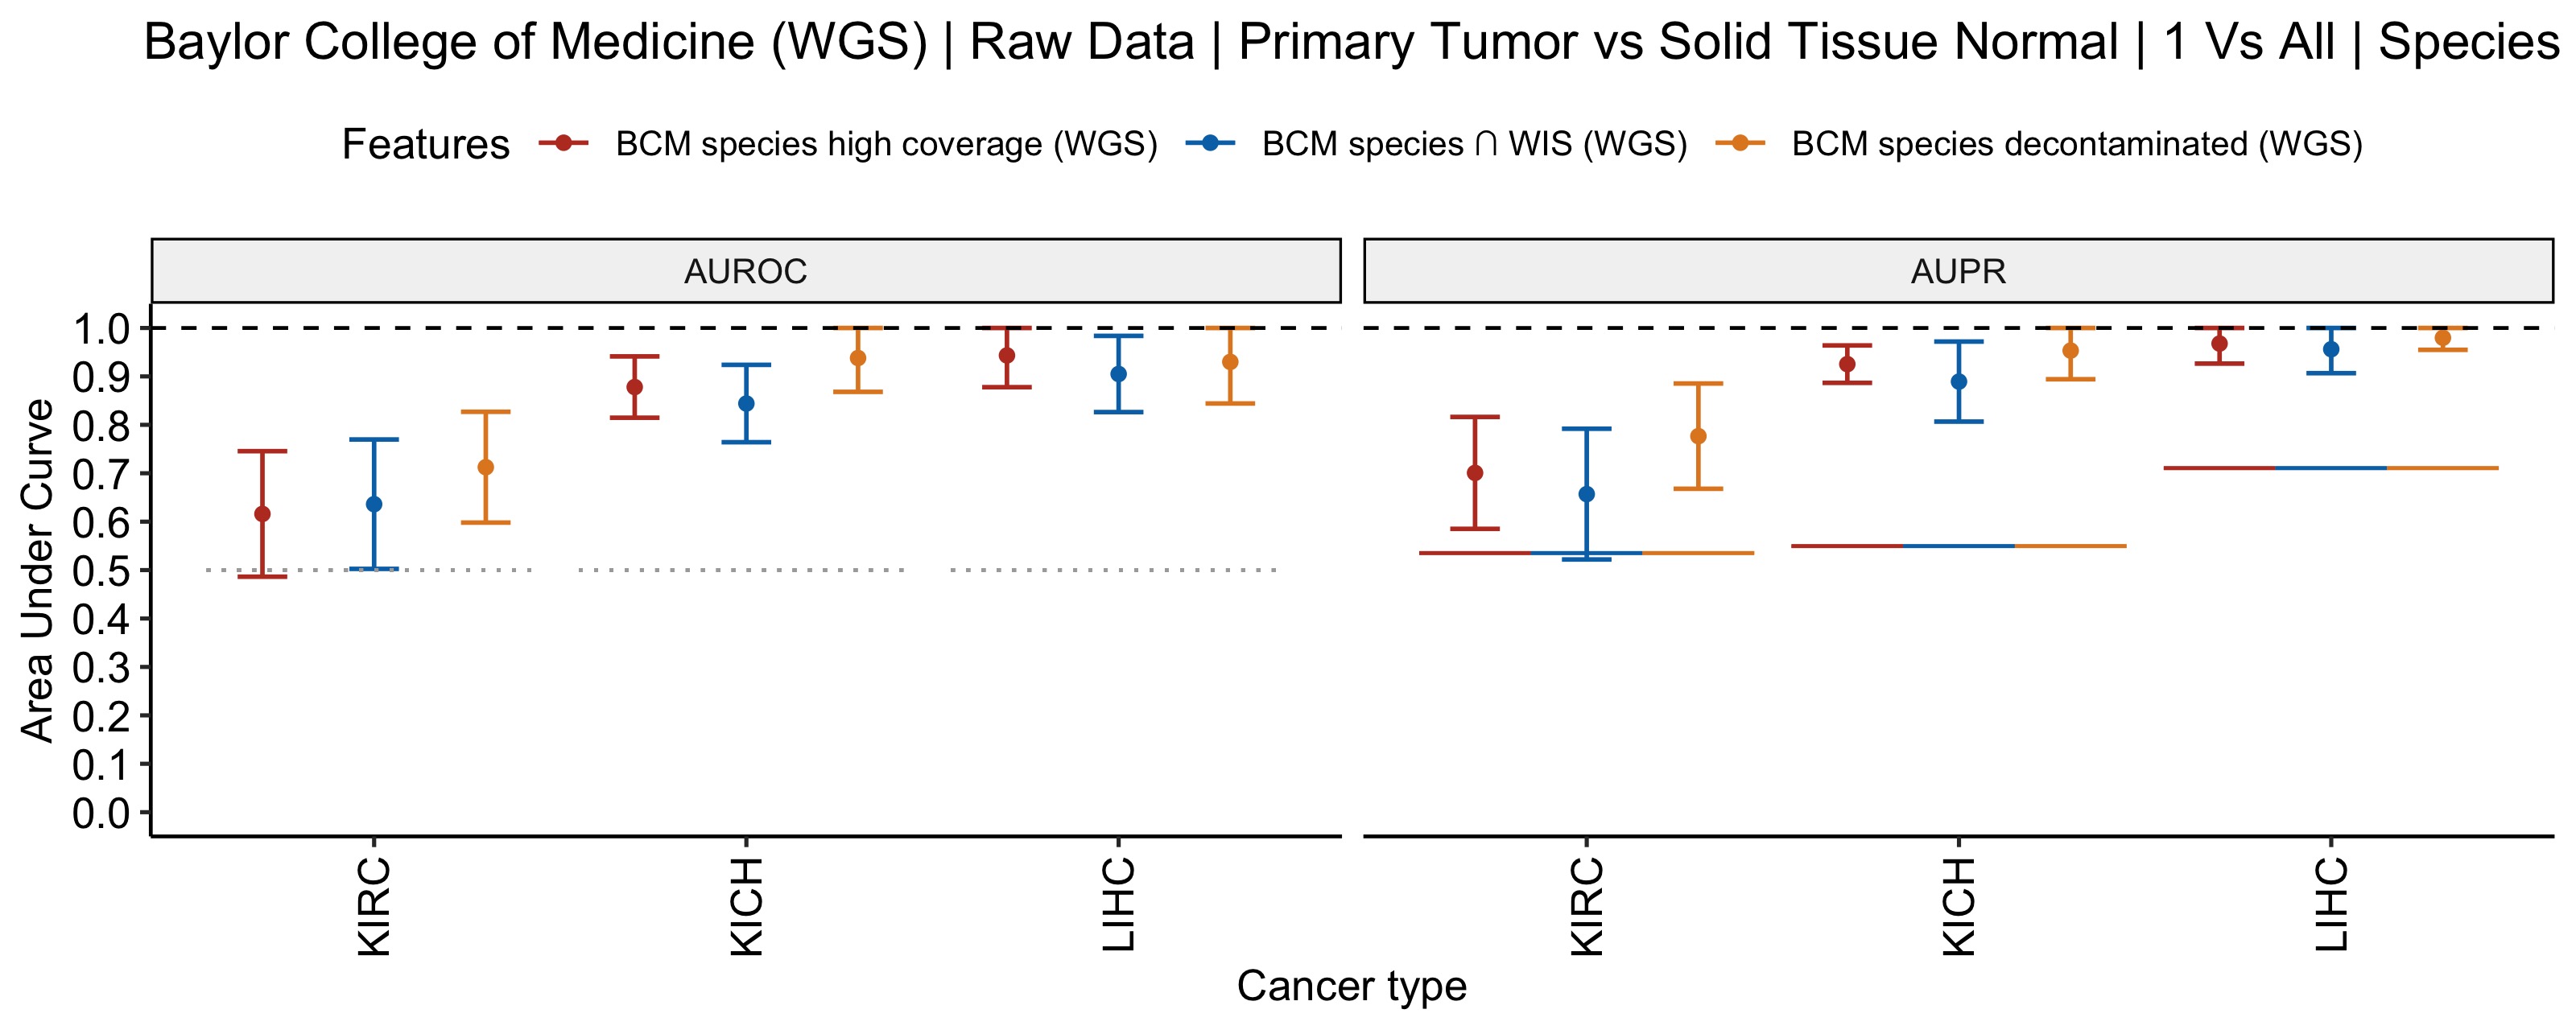 Baylor College of Medicine (WGS) | Raw Data | Primary Tumor vs Solid Tissue Normal | 1 Vs All | Species
Features BCM species high coverage (WGS) BCM species ∩ WIS (WGS) BCM species decontaminated (WGS)
AUROC AUPR
Area Under Curve
1.0
0.9
0.8
0.7
0.6
0.5
0.4
0.3
0.2
0.1
0.0
KIRC KICH LIHC KIRC KICH LIHC
Cancer type